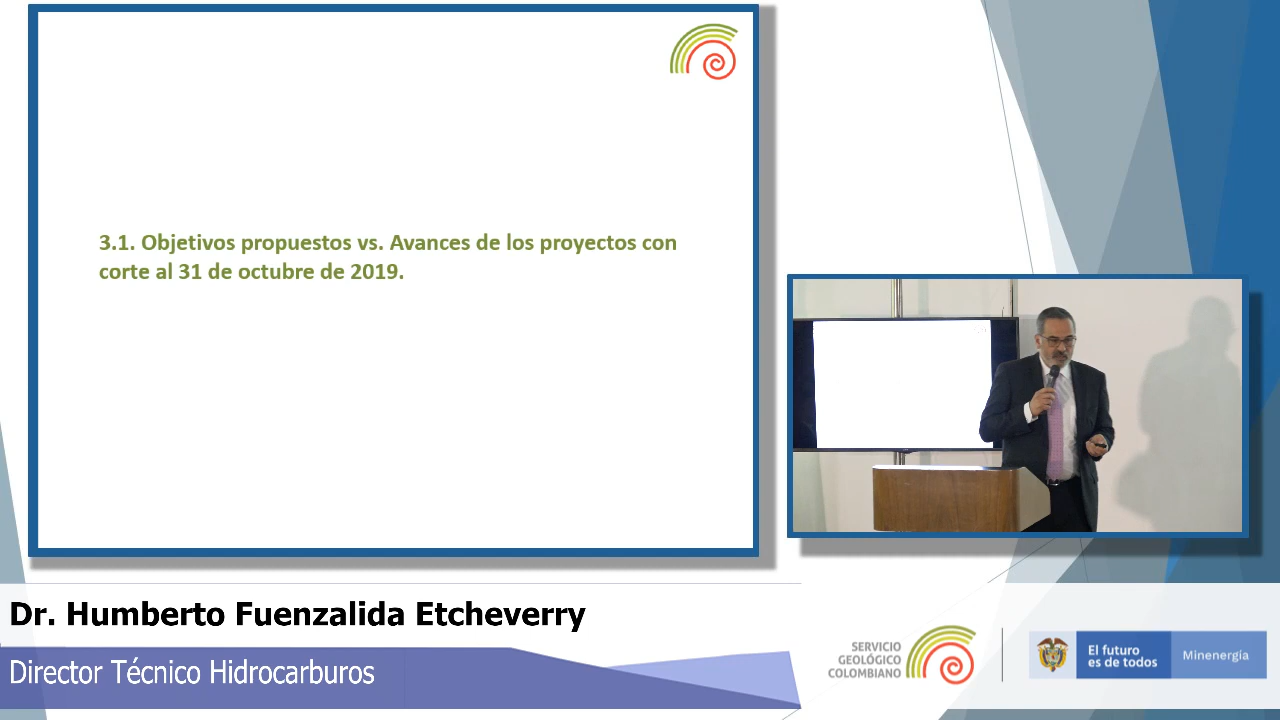 3.1. Objetivos propuestos vs. Avances de los proyectos con
corte al 31 de octubre de 2019.
Dr. Humberto Fuenzalida Etcheverry
Director Técnico Hidrocarburos
SERVICIO
GEOLÓGICO
COLOMBIANO
El futuro
es de todos
Minenergía